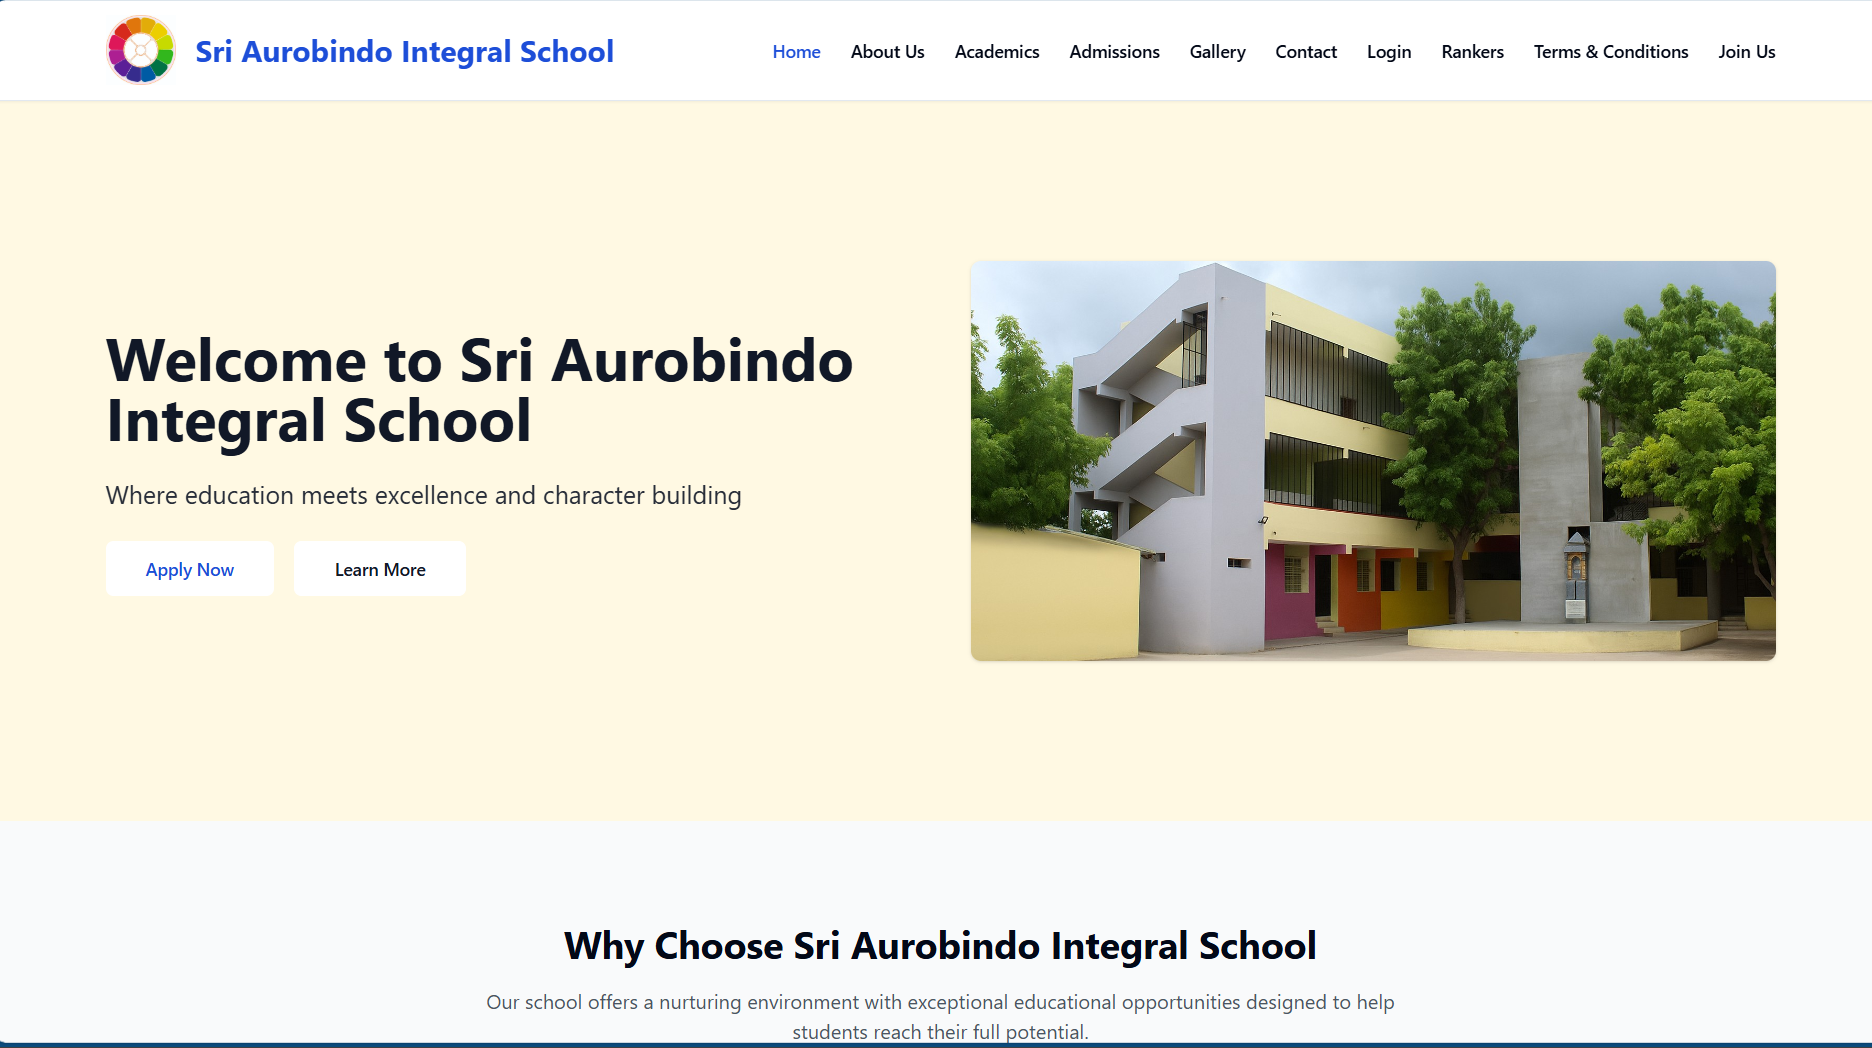 Sri Aurobindo Integral School
Home
About Us
Academics
Admissions
Gallery
Contact
Login
Rankers
Terms & Conditions
Join Us
Welcome to Sri Aurobindo
Integral School
Where education meets excellence and character building
Apply Now
Learn More
Why Choose Sri Aurobindo Integral School
Our school offers a nurturing environment with exceptional educational opportunities designed to help
students reach their full potential.